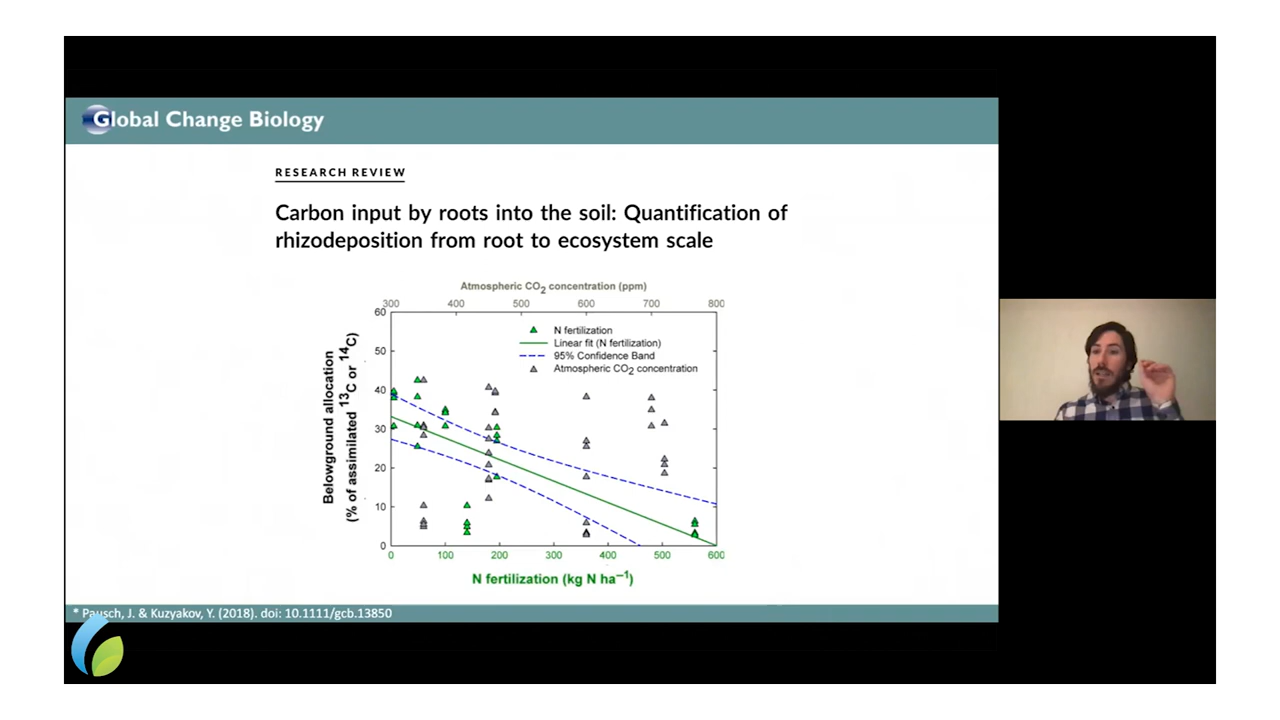 Global Change Biology
RESEARCH REVIEW
Carbon input by roots into the soil: Quantification of
rhizodeposition from root to ecosystem scale
Atmospheric CO2 concentration (ppm)
300 400 500 600 700 800
60
50
40
30
20
10
0
Belowground allocation
(% of assimilated 13C or 14C)
N fertilization
Linear fit (N fertilization)
95% Confidence Band
Atmospheric CO2 concentration
0 100 200 300 400 500 600
N fertilization (kg N ha−1)
* Pausch, J. & Kuzyakov, Y. (2018). doi: 10.1111/gcb.13850